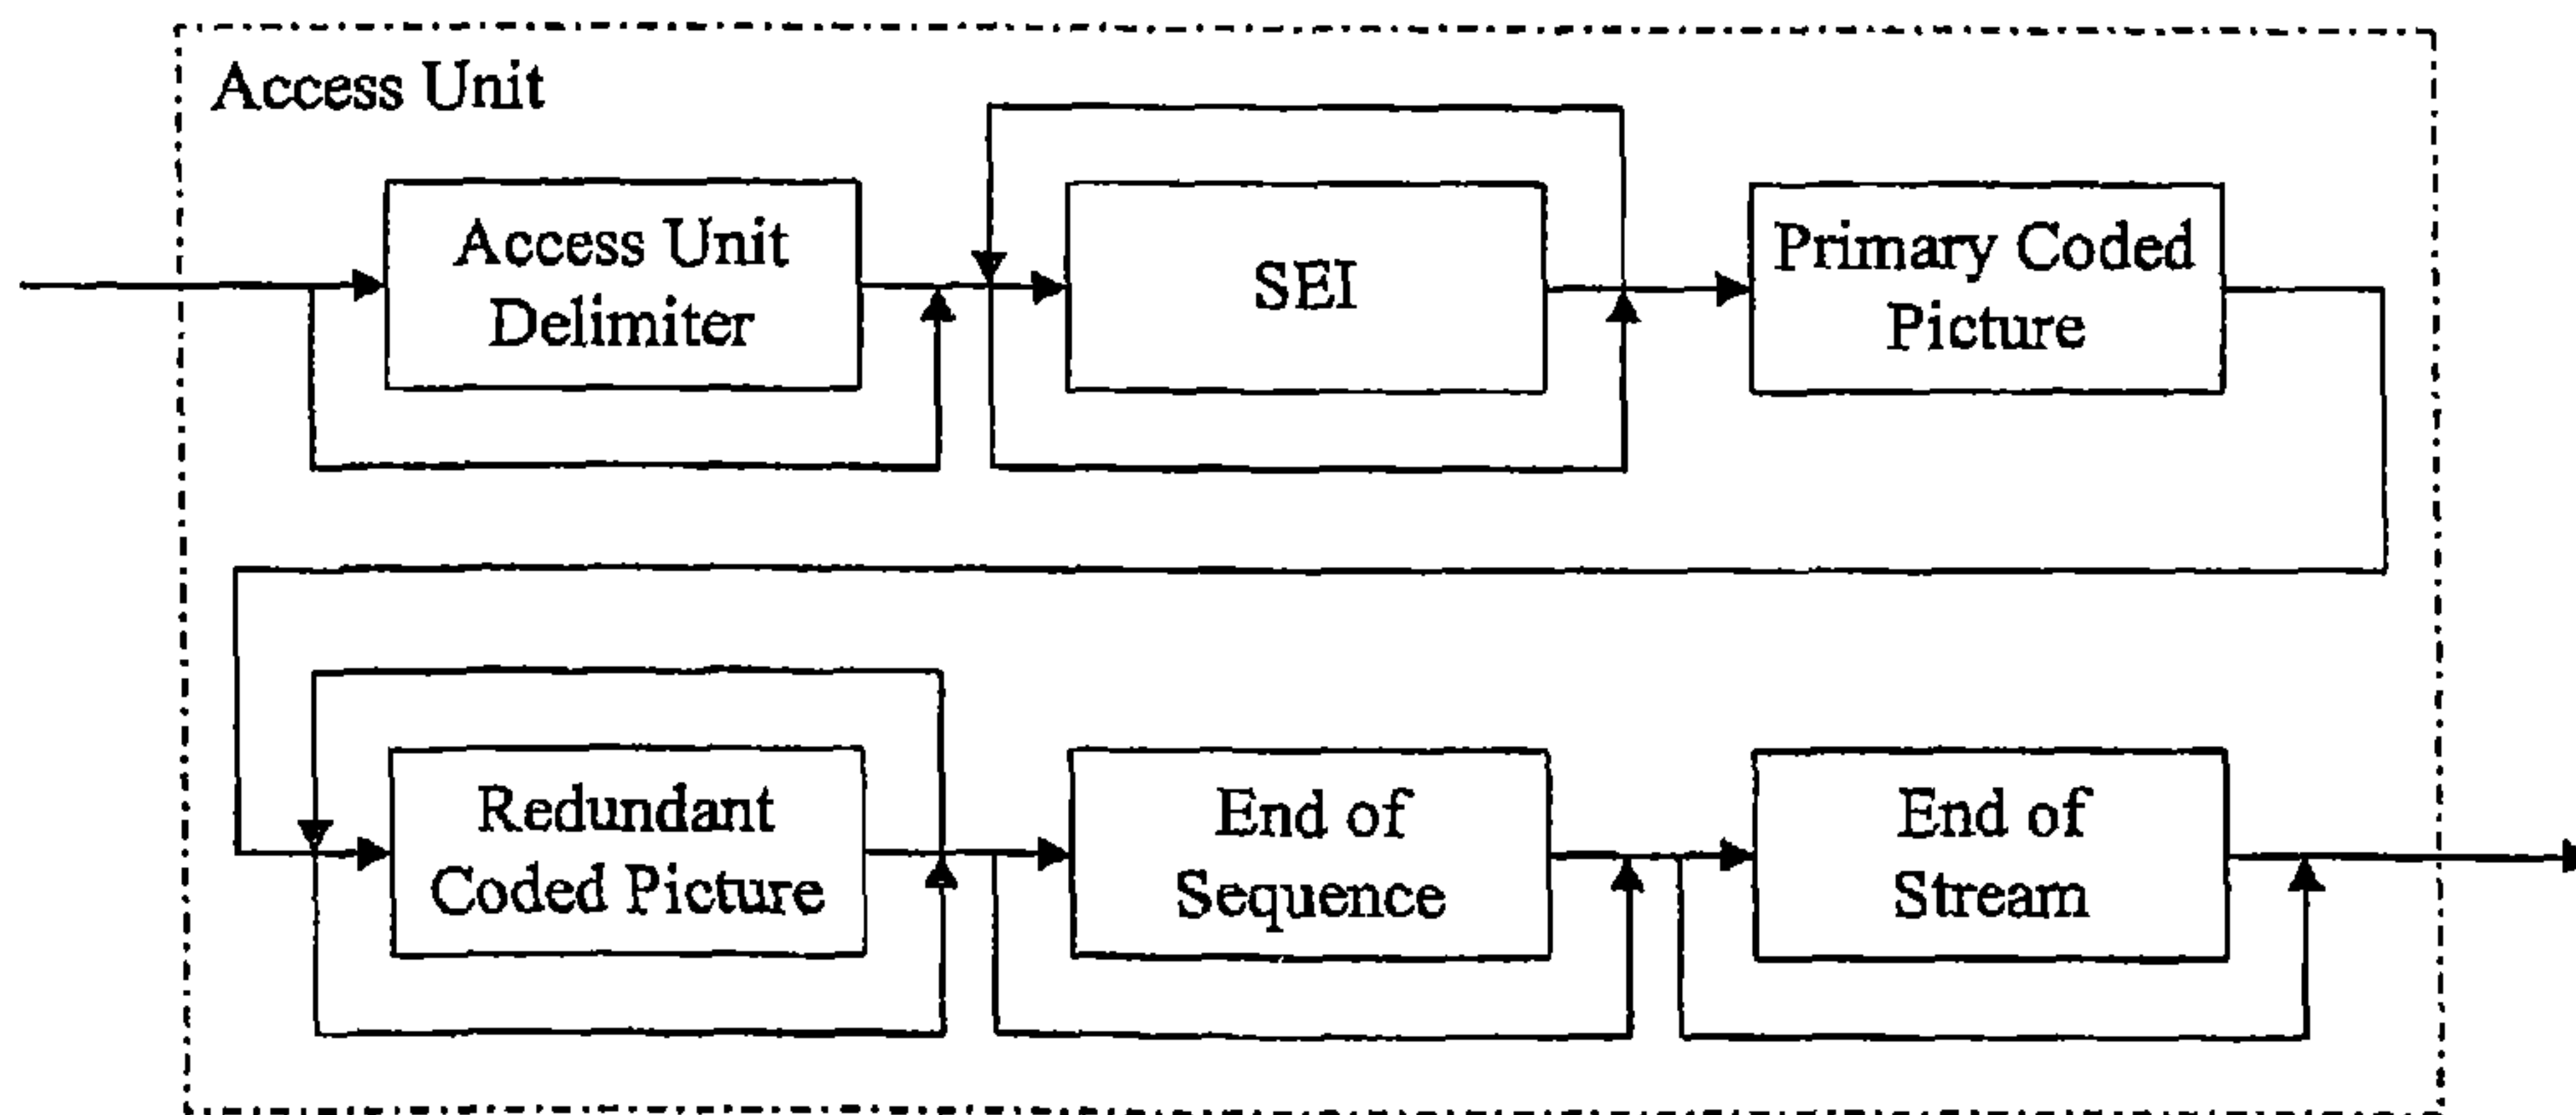 Access Unit
Access Unit
Delimiter
SEI
Primary Coded
Picture
Redundant
Coded Picture
End of
Sequence
End of
Stream